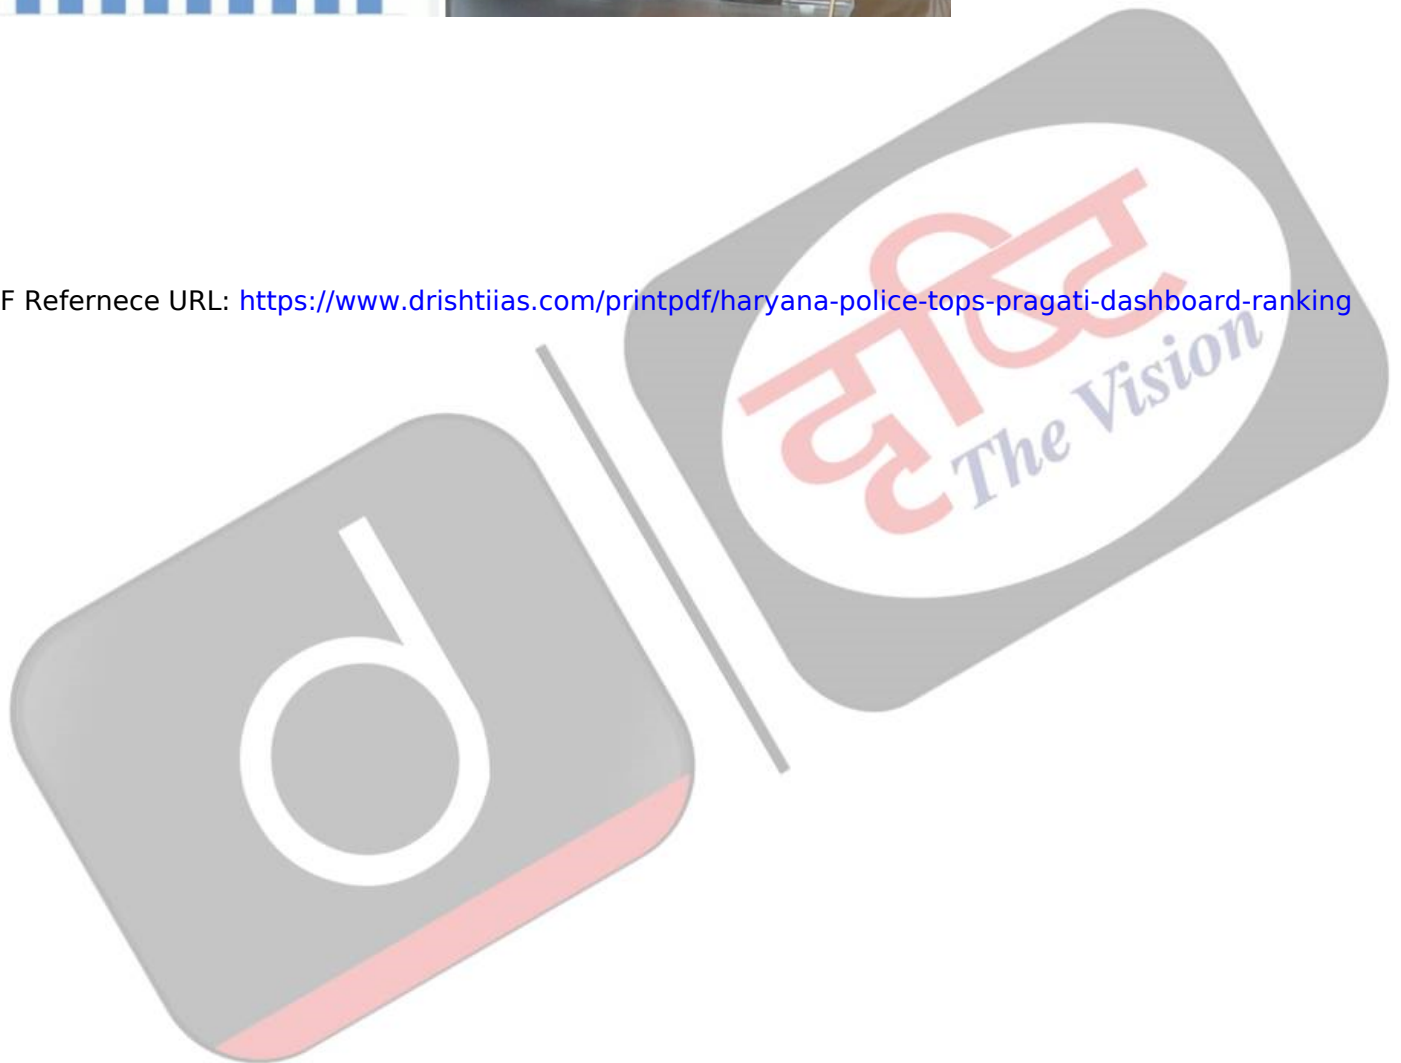 F Refernece URL: https://www.drishtiias.com/printpdf/haryana-police-tops-pragati-dashboard-ranking
दृष्टि
The Vision
d